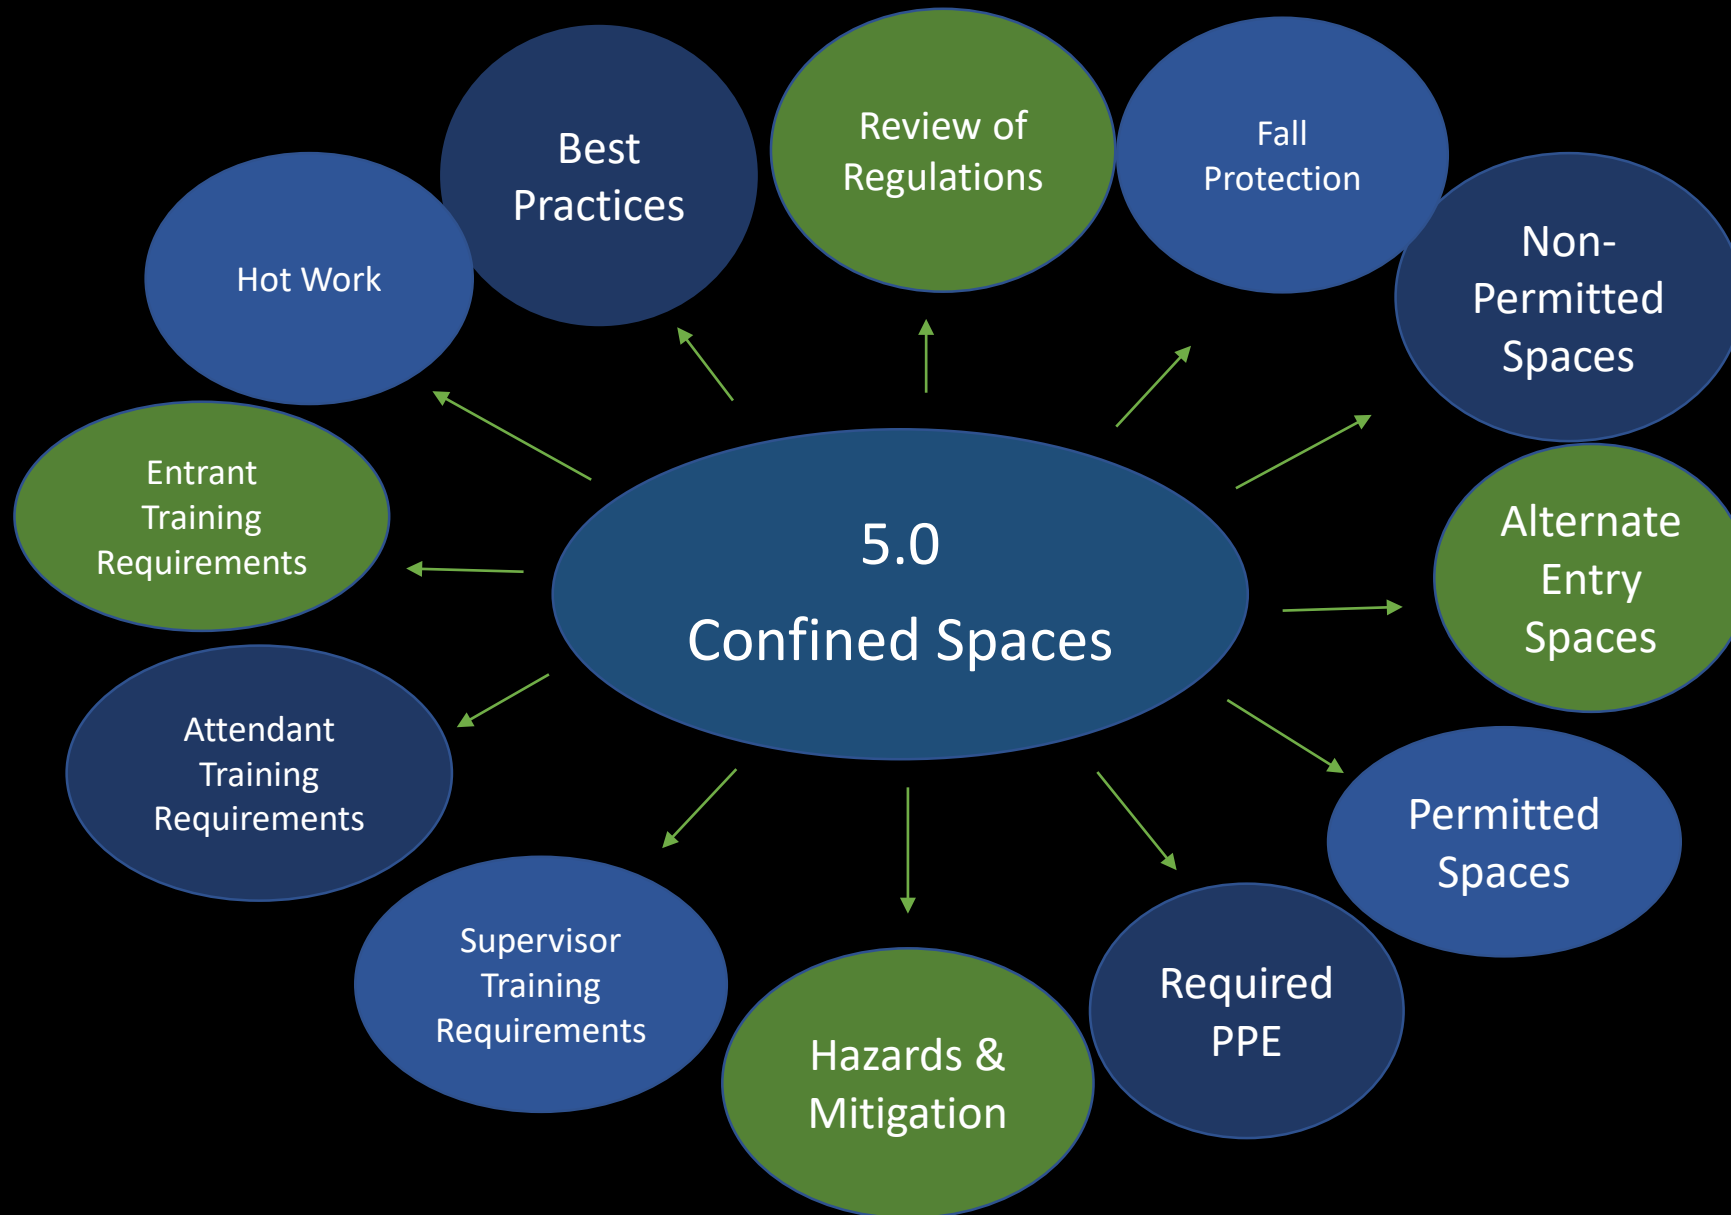 5.0
Confined Spaces
Review of
Regulations
Fall
Protection
Non-
Permitted
Spaces
Alternate
Entry
Spaces
Permitted
Spaces
Required
PPE
Hazards &
Mitigation
Supervisor
Training
Requirements
Attendant
Training
Requirements
Entrant
Training
Requirements
Hot Work
Best
Practices